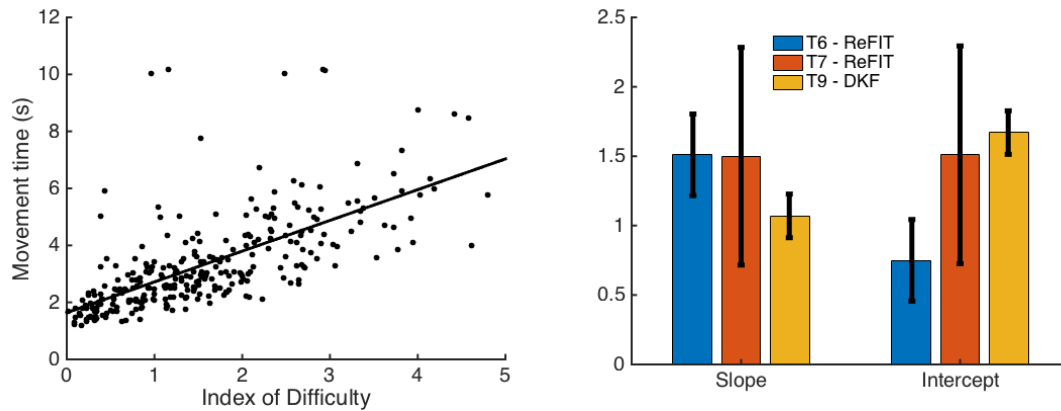 12
10
8
6
4
2
0
Movement time (s)
0 1 2 3 4 5
Index of Difficulty
2.5
2
1.5
1
0.5
0
T6 - ReFIT
T7 - ReFIT
T9 - DKF
Slope Intercept